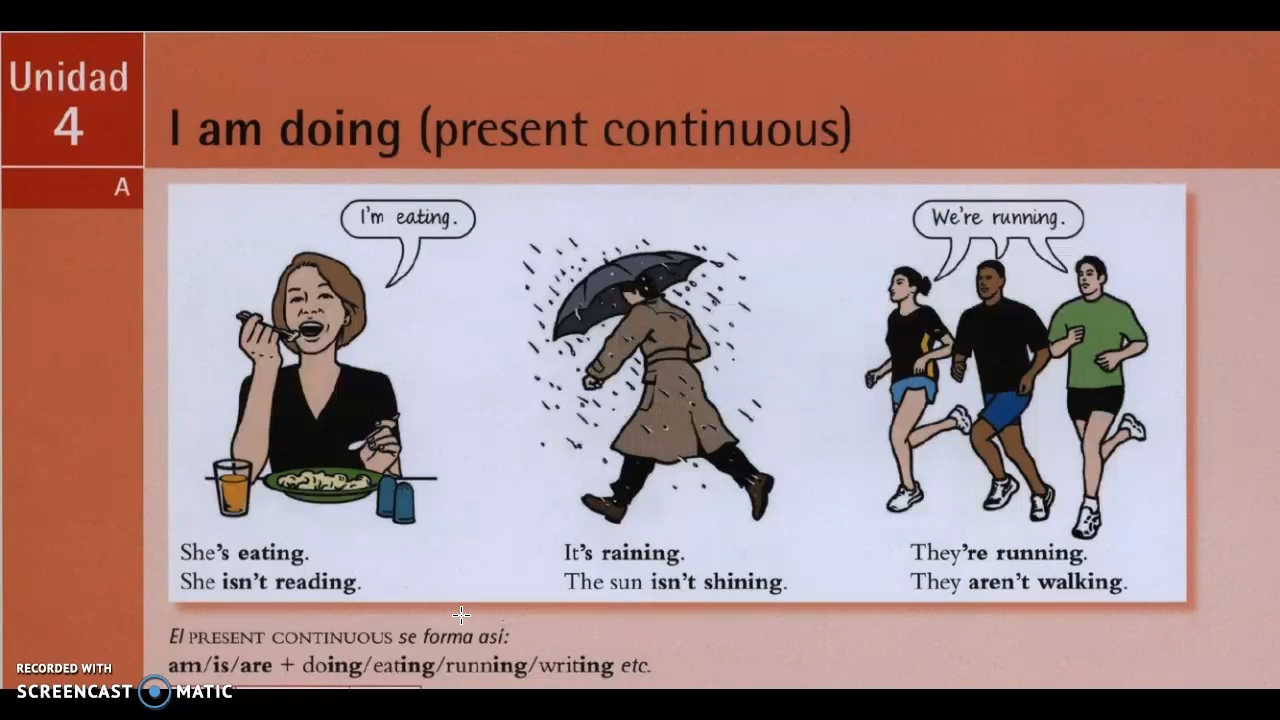 Unidad
4
I am doing (present continuous)
A
I'm eating.
We're running.
She's eating.
She isn't reading.
It's raining.
The sun isn't shining.
They're running.
They aren't walking.
El PRESENT CONTINUOUS se forma así:
am/is/are + doing/eating/running/writing etc.
RECORDED WITH
SCREENCAST MATIC